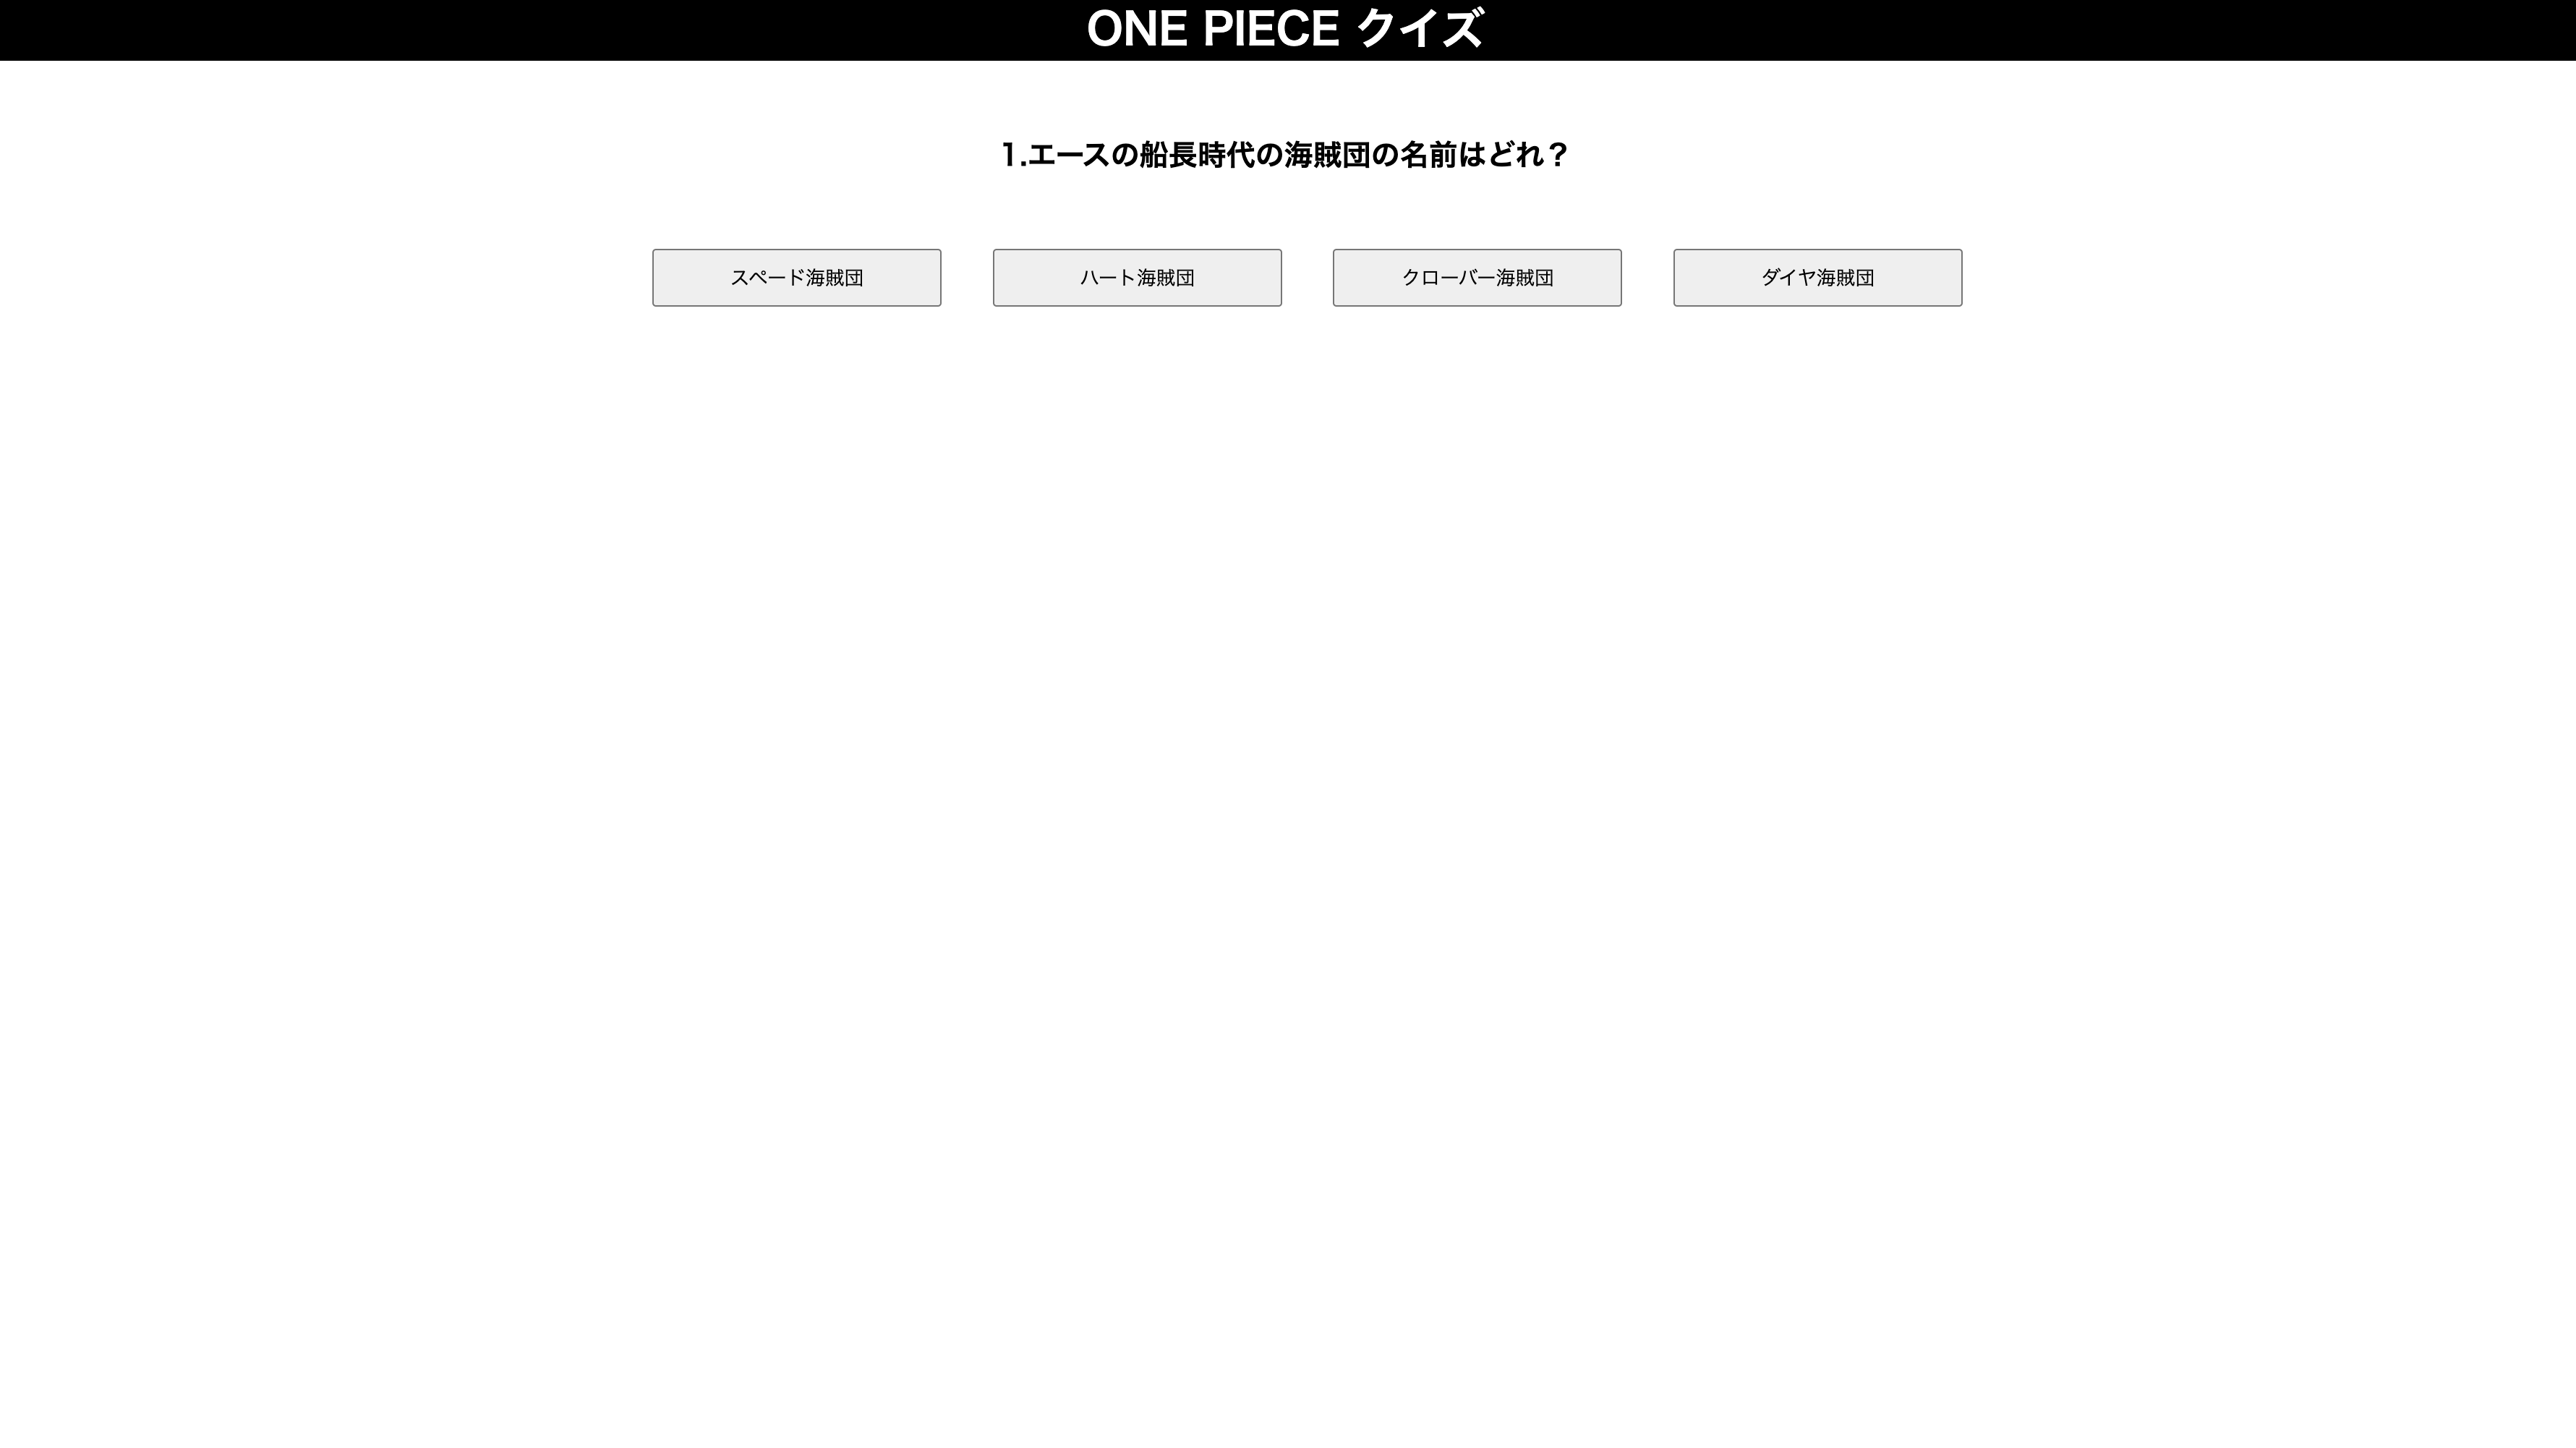 ONE PIECE クイズ
1.エースの船長時代の海賊団の名前はどれ？
スペード海賊団
ハート海賊団
クローバー海賊団
ダイヤ海賊団